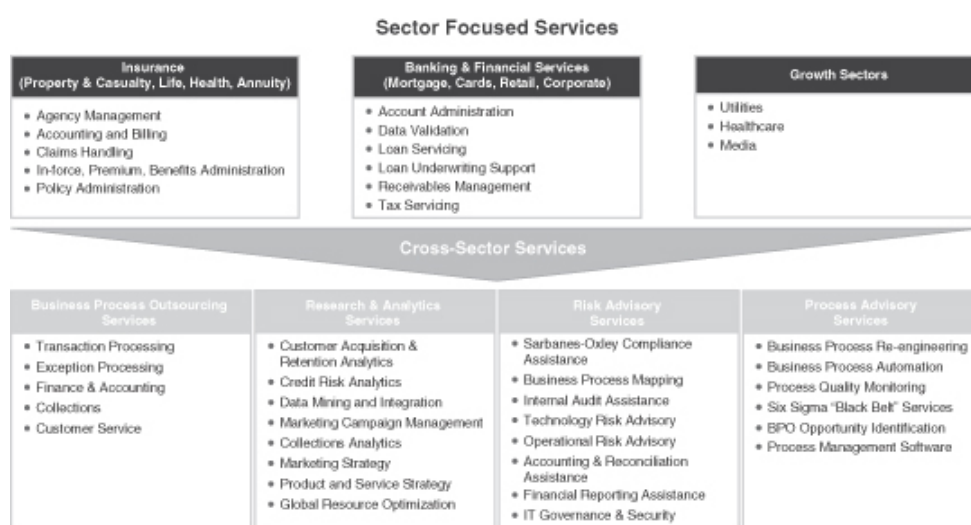 Sector Focused Services
Insurance
(Property & Casualty, Life, Health, Annuity)
• Agency Management
• Accounting and Billing
• Claims Handling
• In-force, Premium, Benefits Administration
• Policy Administration
Banking & Financial Services
(Mortgage, Cards, Retail, Corporate)
• Account Administration
• Data Validation
• Loan Servicing
• Loan Underwriting Support
• Receivables Management
• Tax Servicing
Growth Sectors
• Utilities
• Healthcare
• Media
Cross-Sector Services
Business Process Outsourcing
Services
• Transaction Processing
• Exception Processing
• Finance & Accounting
• Collections
• Customer Service
Research & Analytics
Services
• Customer Acquisition &
Retention Analytics
• Credit Risk Analytics
• Data Mining and Integration
• Marketing Campaign Management
• Collections Analytics
• Marketing Strategy
• Product and Service Strategy
• Global Resource Optimization
Risk Advisory
Services
• Sarbanes-Oxley Compliance
Assistance
• Business Process Mapping
• Internal Audit Assistance
• Technology Risk Advisory
• Operational Risk Advisory
• Accounting & Reconciliation
Assistance
• Financial Reporting Assistance
• IT Governance & Security
Process Advisory
Services
• Business Process Re-engineering
• Business Process Automation
• Process Quality Monitoring
• Six Sigma "Black Belt" Services
• BPO Opportunity Identification
• Process Management Software